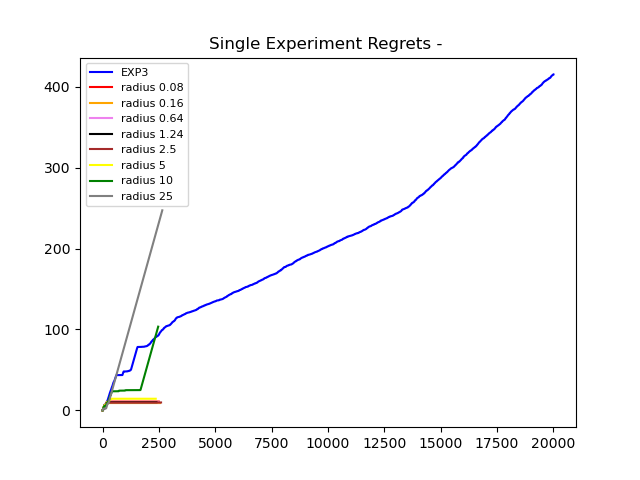 Single Experiment Regrets -
EXP3
radius 0.08
radius 0.16
radius 0.64
radius 1.24
radius 2.5
radius 5
radius 10
radius 25
400
300
200
100
0
0 2500 5000 7500 10000 12500 15000 17500 20000